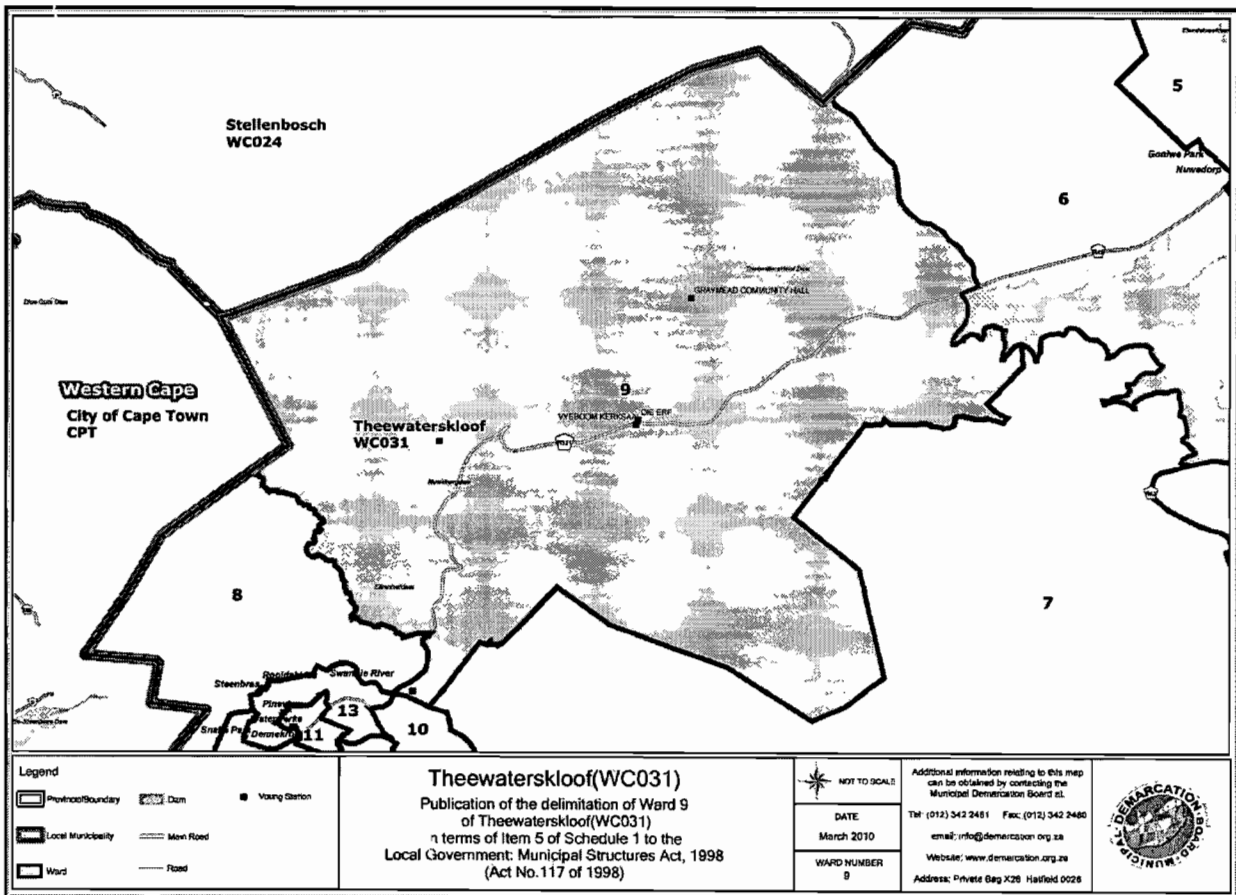 Stellenbosch
WC024
5
Goniwe Park
Nuwedorp
6
Western Cape
City of Cape Town
CPT
GRAYMEAD COMMUNITY HALL
9
VYEBOOM KERKSAAL
DIE ERF
Theewaterskloof
WC031
8
7
Swannie River
Steenbras
13
11
10
Legend
Provincial Boundary
Dam
Voting Station
Local Municipality
Main Road
Ward
Road
Theewaterskloof(WC031)
Publication of the delimitation of Ward 9
of Theewaterskloof(WC031)
n terms of Item 5 of Schedule 1 to the
Local Government: Municipal Structures Act, 1998
(Act No.117 of 1998)
NOT TO SCALE
DATE
March 2010
WARD NUMBER
9
Additional information relating to this map
can be obtained by contacting the
Municipal Demarcation Board at.
Tel: (012) 342 2481 Fax: (012) 342 2480
email: info@demarcation.org.za
Website: www.demarcation.org.za
Address: Private Bag X28 Hatfield 0028
MUNICIPAL DEMARCATION BOARD